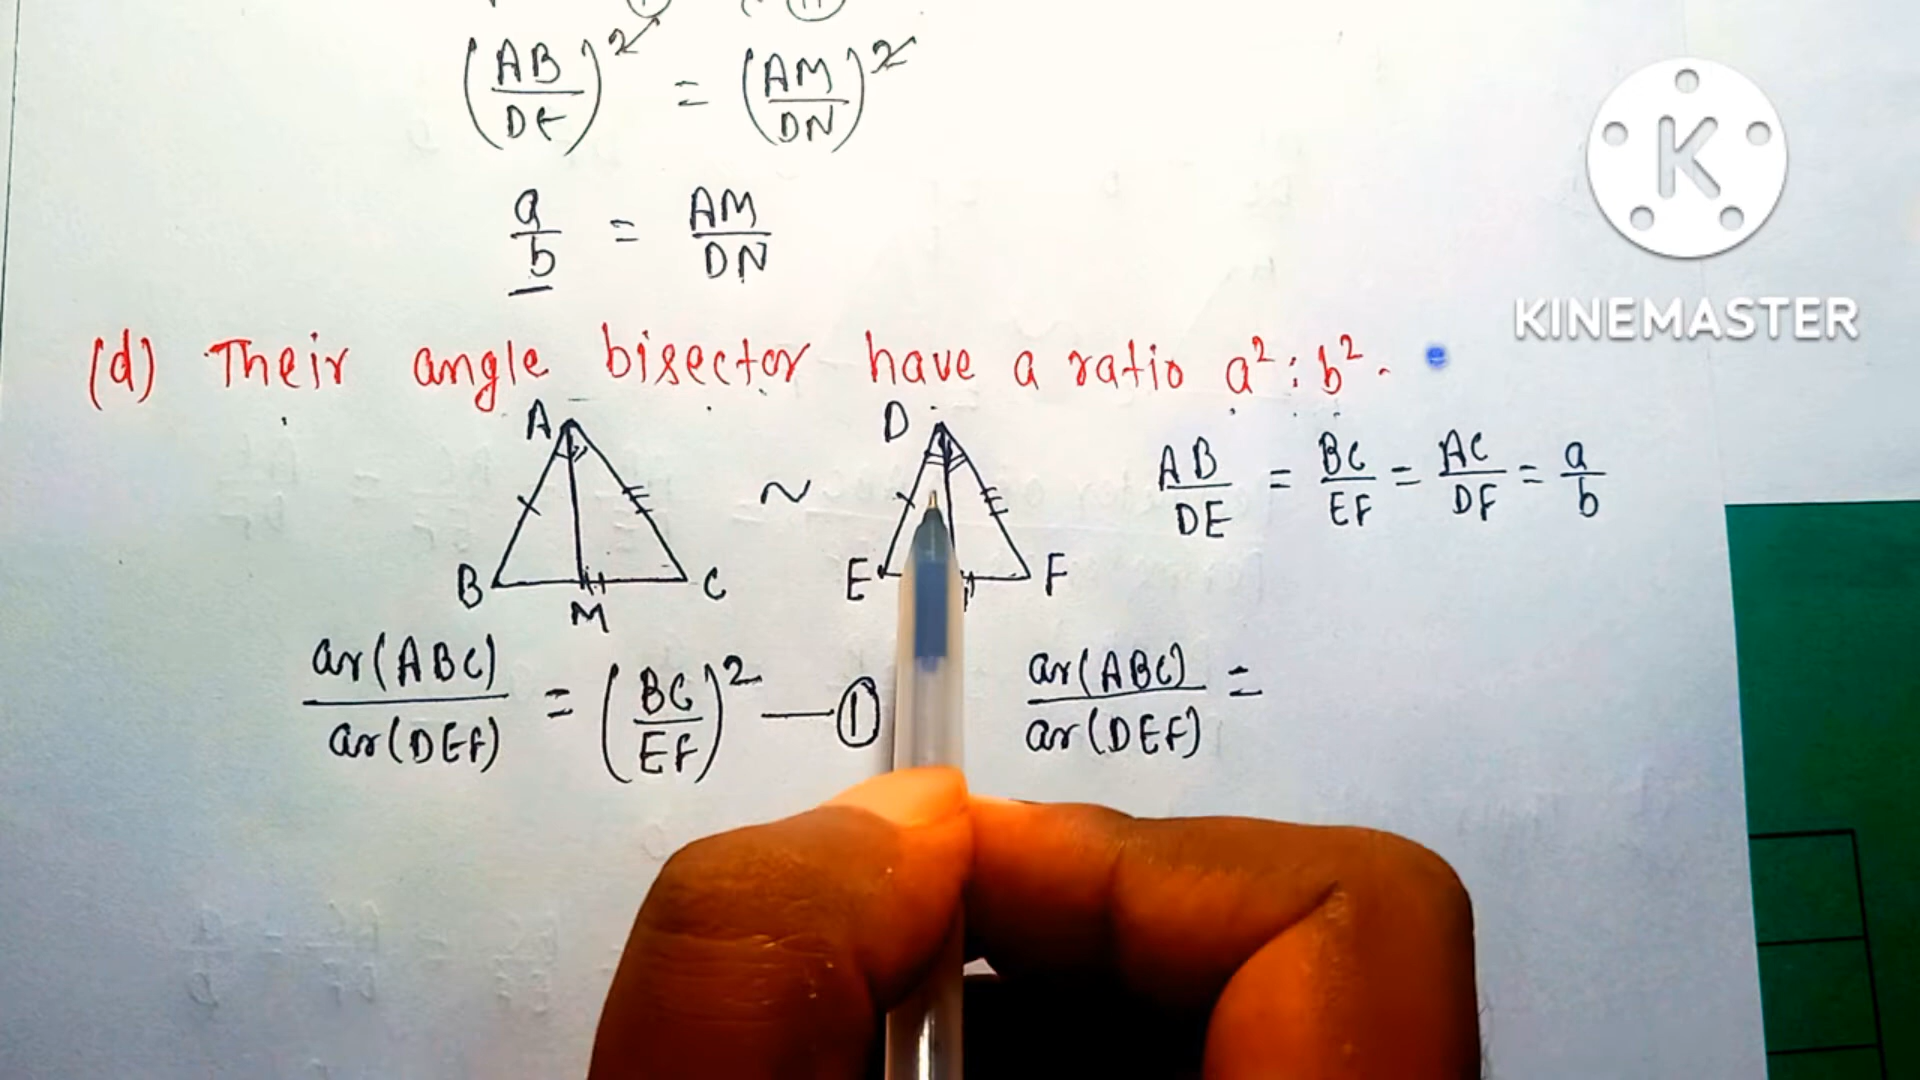 (AB/DE)² = (AM/DN)²
a/b = AM/DN
K
KINEMASTER
(d) Their angle bisector have a ratio a² : b².
A
D
AB/DE = BC/EF = AC/DF = a/b
~
B
C
E
F
M
ar(ABC)/ar(DEF) = (BC/EF)² — ①
ar(ABC)/ar(DEF) =